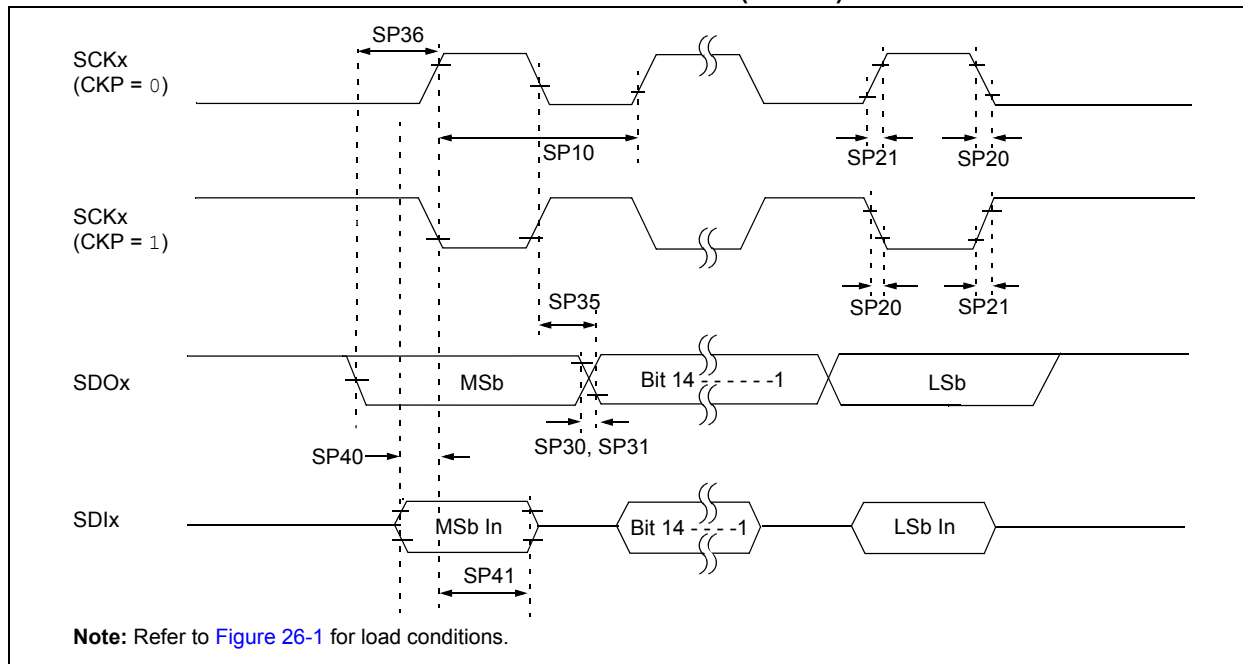 SP36
SCKx
(CKP = 0)
SP10
SP21
SP20
SCKx
(CKP = 1)
SP35
SP20
SP21
SDOx
MSb
Bit 14 - - - - - -1
LSb
SP30, SP31
SP40
SDIx
MSb In
Bit 14 - - - -1
LSb In
SP41
Note: Refer to Figure 26-1 for load conditions.